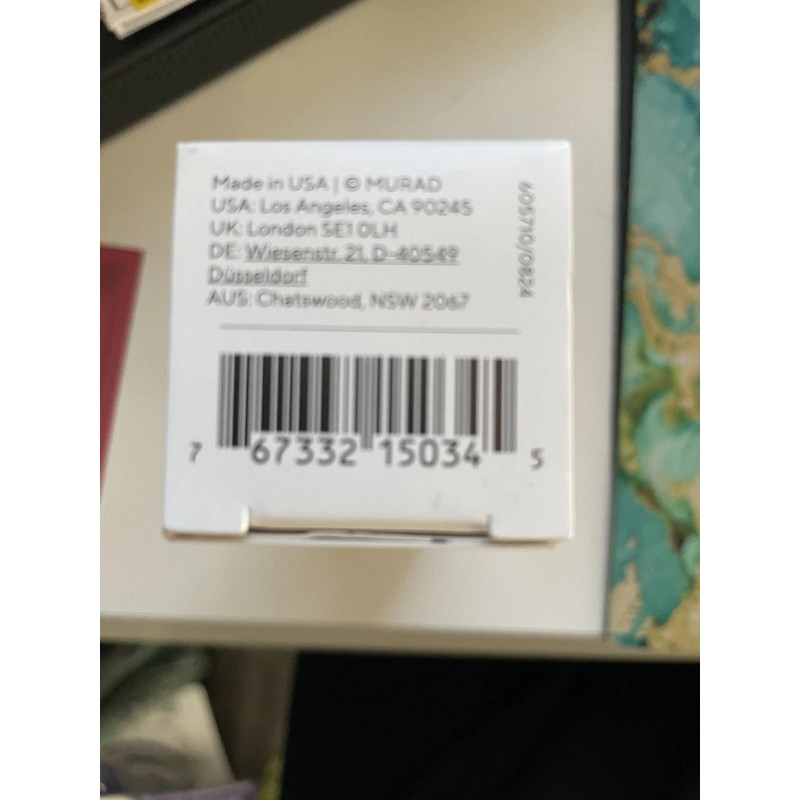 Made in USA | © MURAD
USA: Los Angeles, CA 90245
UK: London SE1 0LH
DE: Wiesenstr. 21, D-40549
Düsseldorf
AUS: Chatswood, NSW 2067
605710/0824
7 67332 15034 5